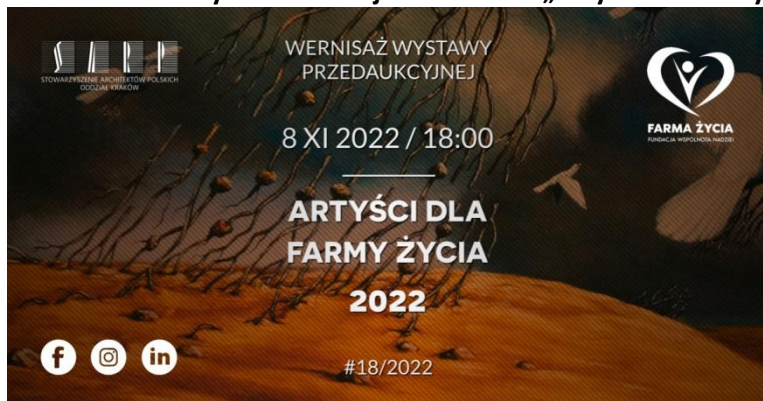 SARP
STOWARZYSZENIE ARCHITEKTÓW POLSKICH
ODDZIAŁ KRAKÓW
WERNISAŻ WYSTAWY
PRZEDAUKCYJNEJ
FARMA ŻYCIA
FUNDACJA WSPÓLNOTA NADZIEI
8 XI 2022 / 18:00
ARTYŚCI DLA
FARMY ŻYCIA
2022
f in
#18/2022